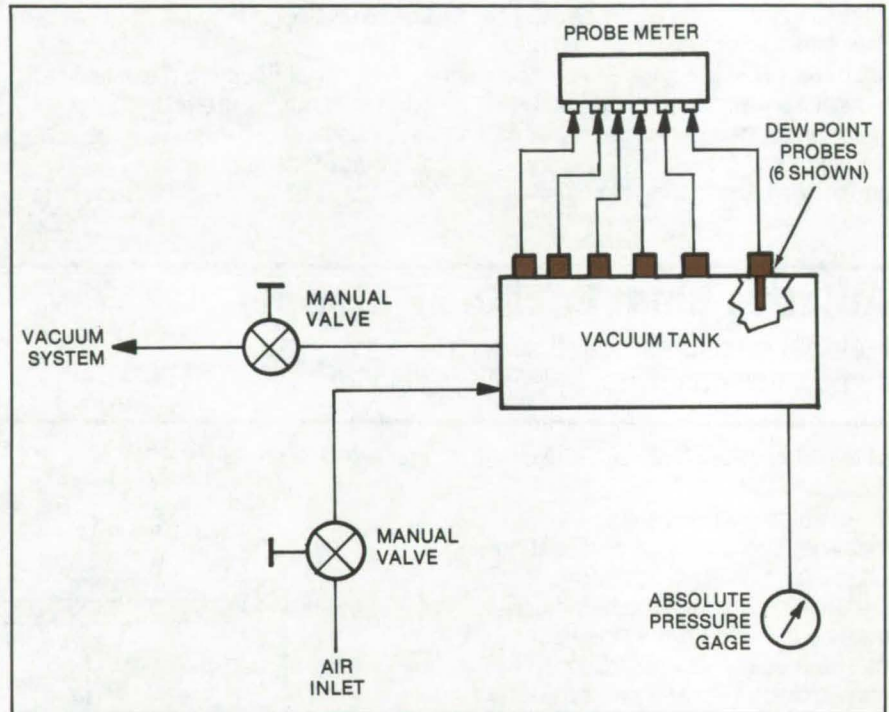 PROBE METER
DEW POINT
PROBES
(6 SHOWN)
MANUAL
VALVE
VACUUM
SYSTEM
VACUUM TANK
MANUAL
VALVE
ABSOLUTE
PRESSURE
GAGE
AIR
INLET